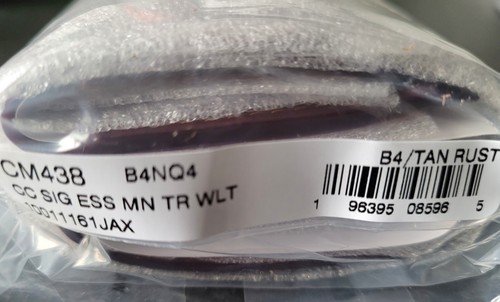 CM438 B4NQ4
CC SIG ESS MN TR WLT
B4/TAN RUST
1 96395 08596 5